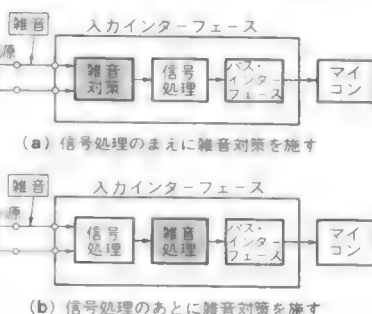 雑音
入力インターフェース
源
雑音
対策
信号
処理
バス・
インター
フェース
マイ
コン
(a) 信号処理のまえに雑音対策を施す
雑音
入力インターフェース
源
信号
処理
雑音
処理
バス・
インター
フェース
マイ
コン
(b) 信号処理のあとに雑音対策を施す